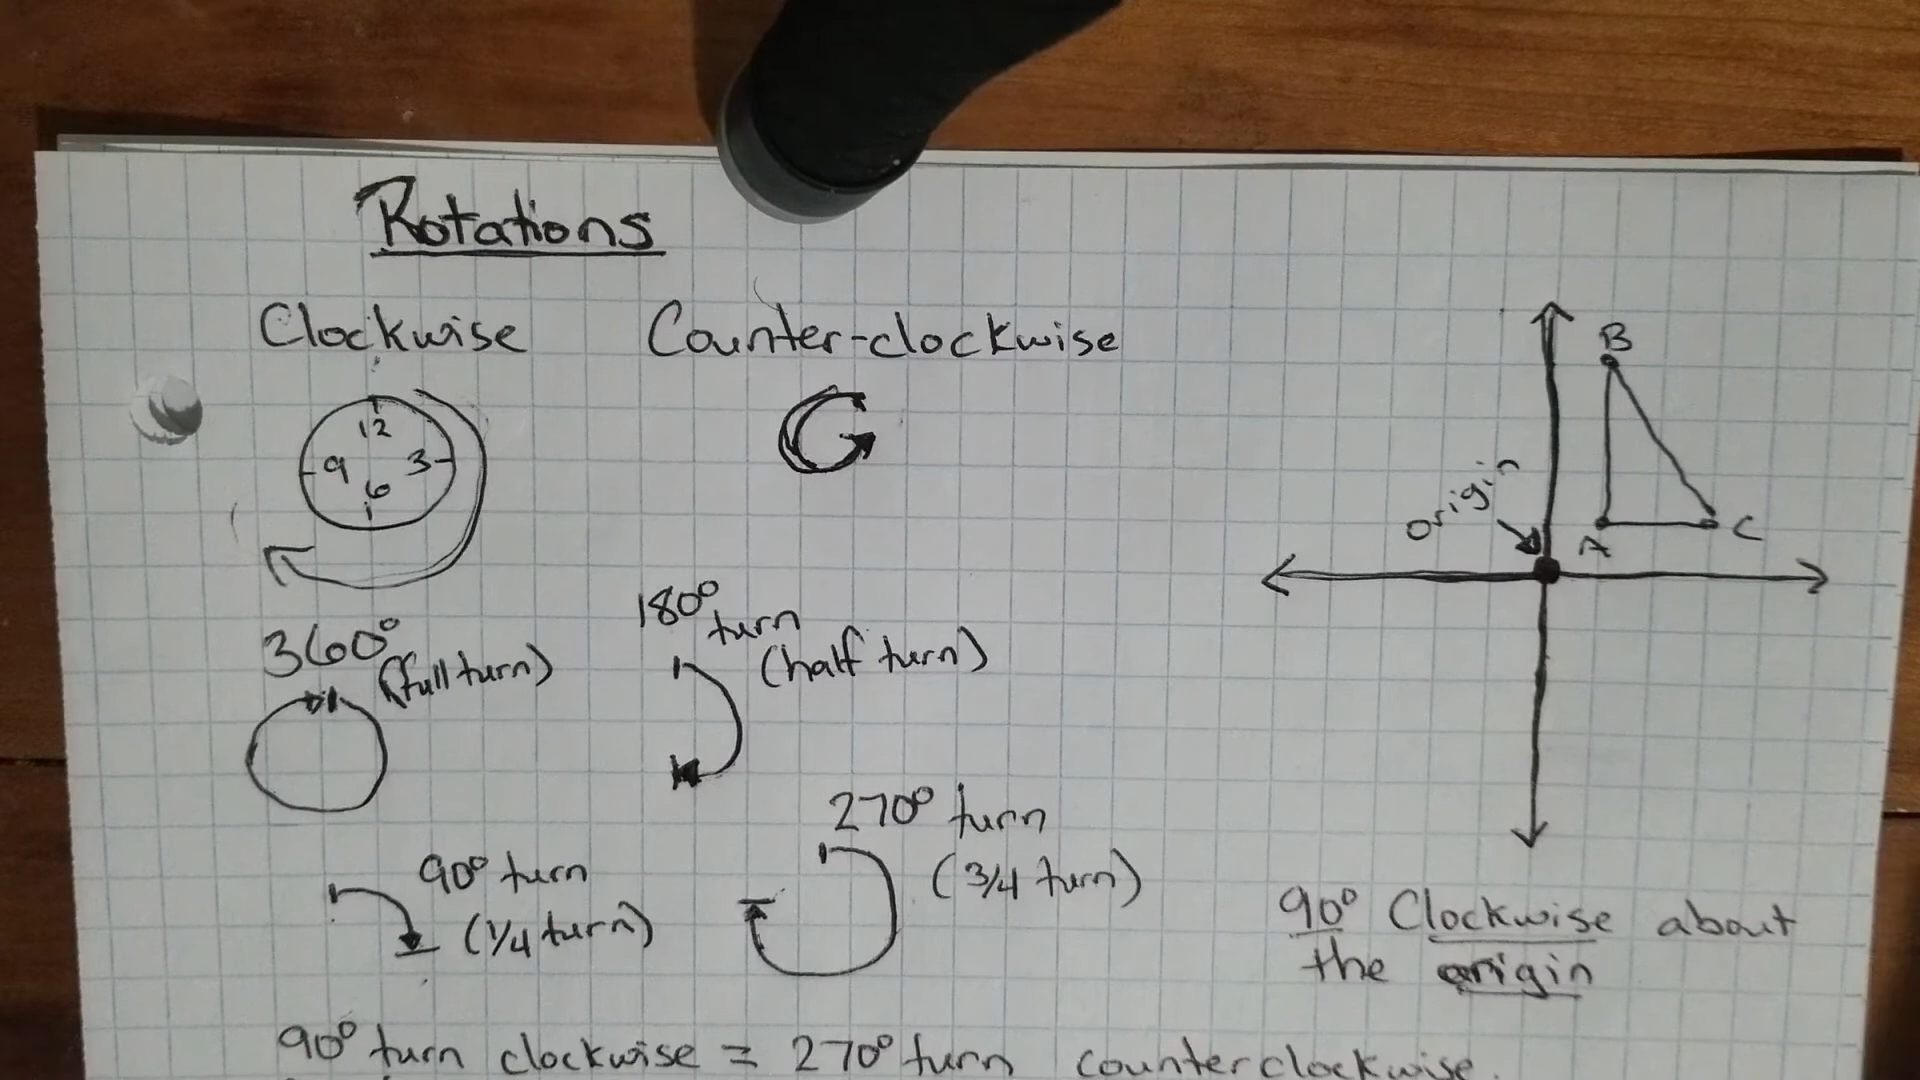 Rotations
Clockwise
Counter-clockwise
12
9
3
6
360°
(full turn)
180°
turn
(half turn)
90° turn
(1/4 turn)
270° turn
(3/4 turn)
B
Origin
A
C
90° Clockwise about
the origin
90° turn clockwise = 270° turn counterclockwise.